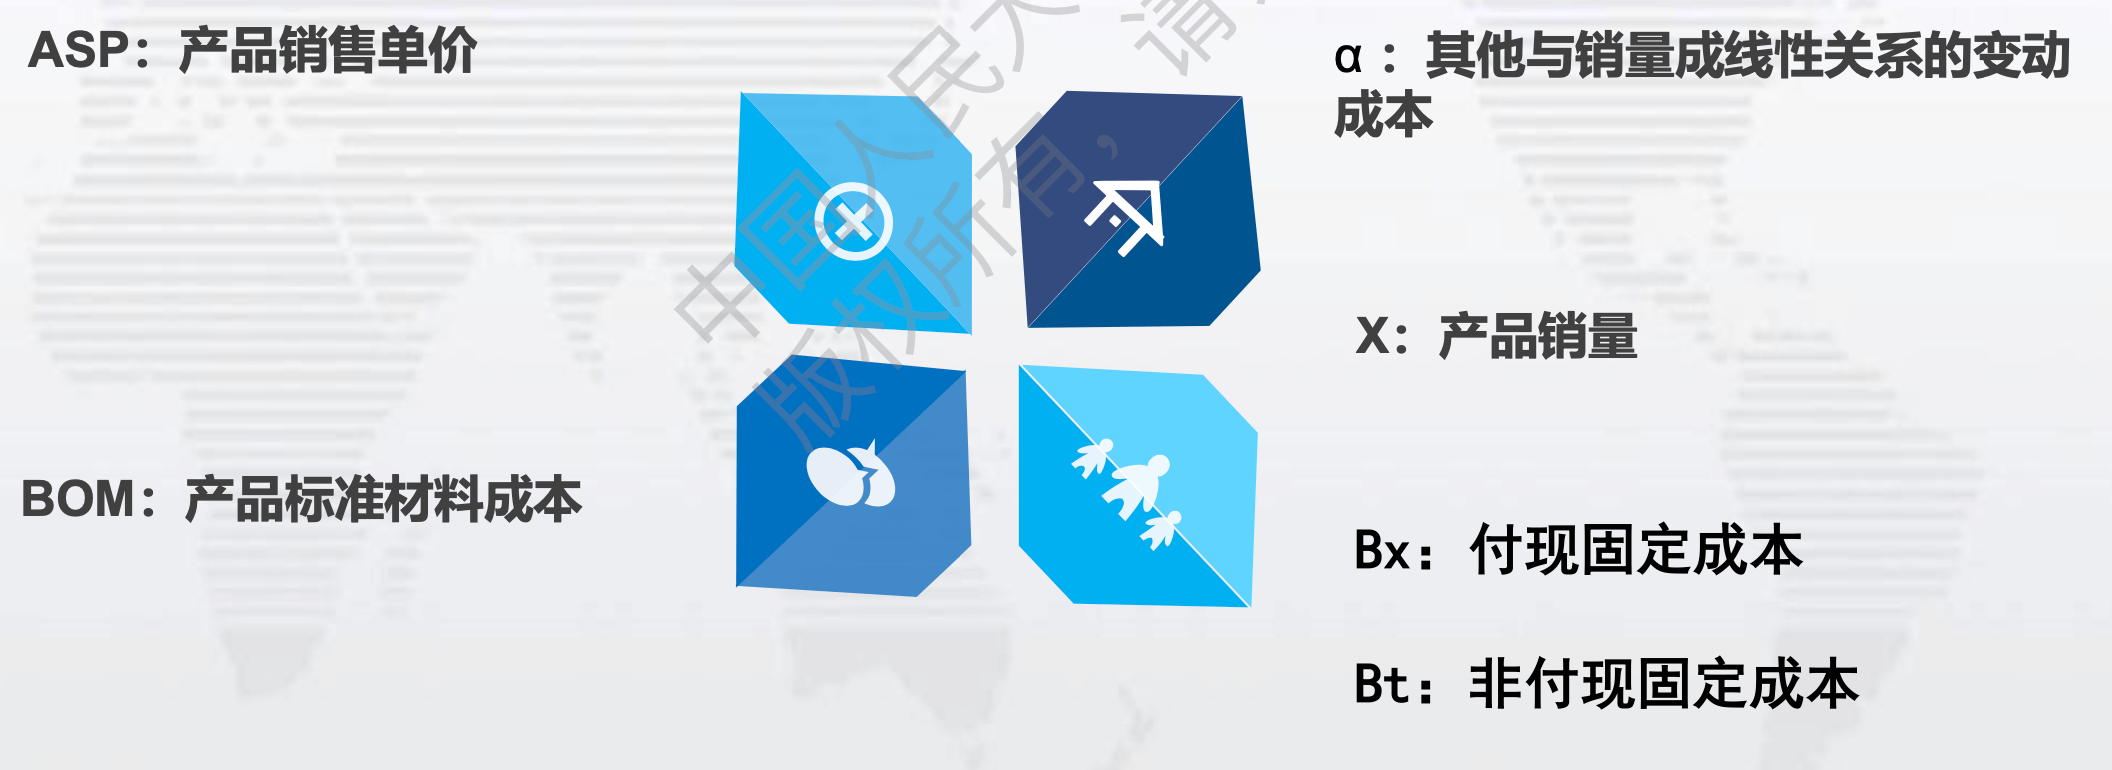 ASP：产品销售单价
α：其他与销量成线性关系的变动
成本
X：产品销量
BOM：产品标准材料成本
Bx：付现固定成本
Bt：非付现固定成本
中国人民大
版权所有，请